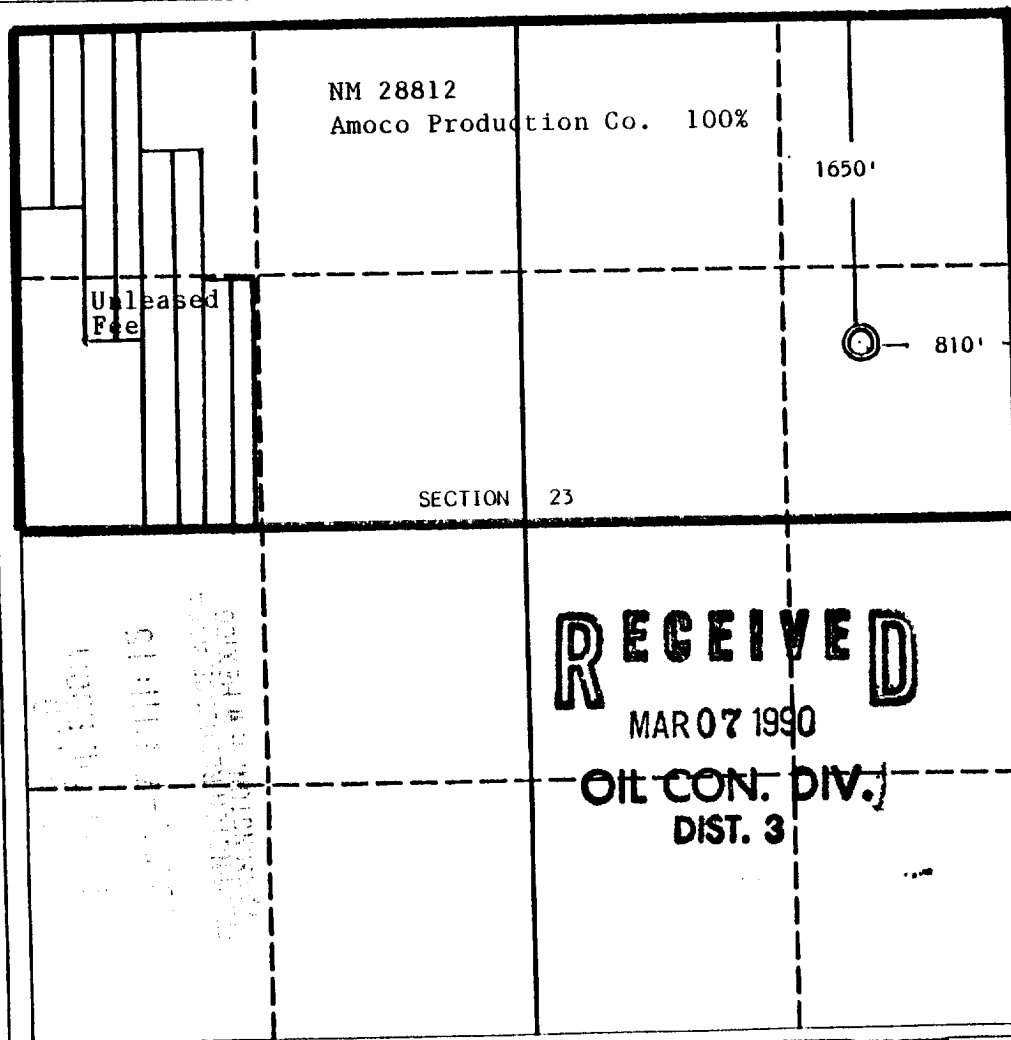 NM 28812
Amoco Production Co. 100%
1650'
Unleased
Fee
810'
SECTION 23
RECEIVED
MAR 07 1990
OIL CON. DIV.
DIST. 3